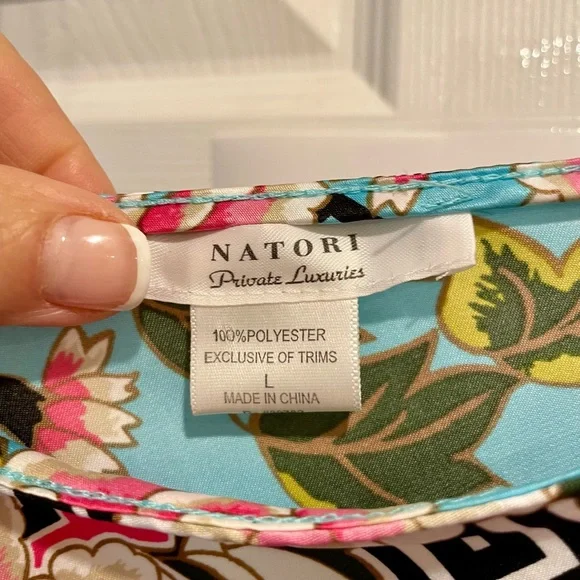 NATORI
Private Luxuries
100%POLYESTER
EXCLUSIVE OF TRIMS
L
MADE IN CHINA